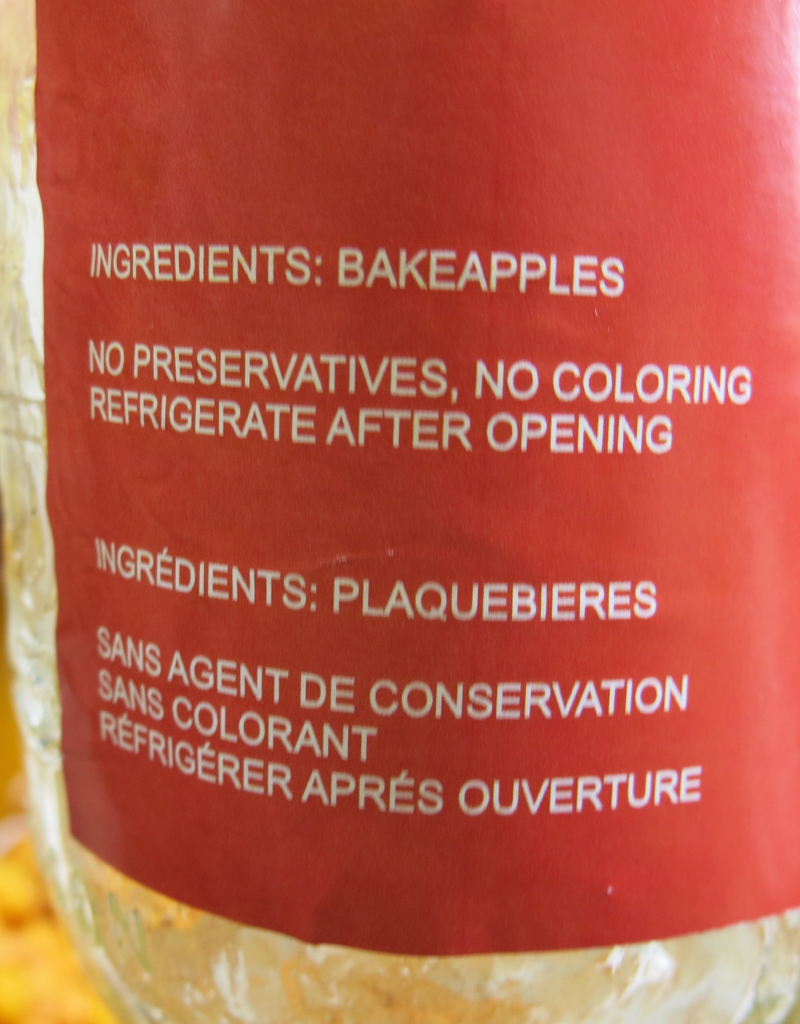 INGREDIENTS: BAKEAPPLES
NO PRESERVATIVES, NO COLORING
REFRIGERATE AFTER OPENING
INGRÉDIENTS: PLAQUEBIERES
SANS AGENT DE CONSERVATION
SANS COLORANT
RÉFRIGÉRER APRÉS OUVERTURE